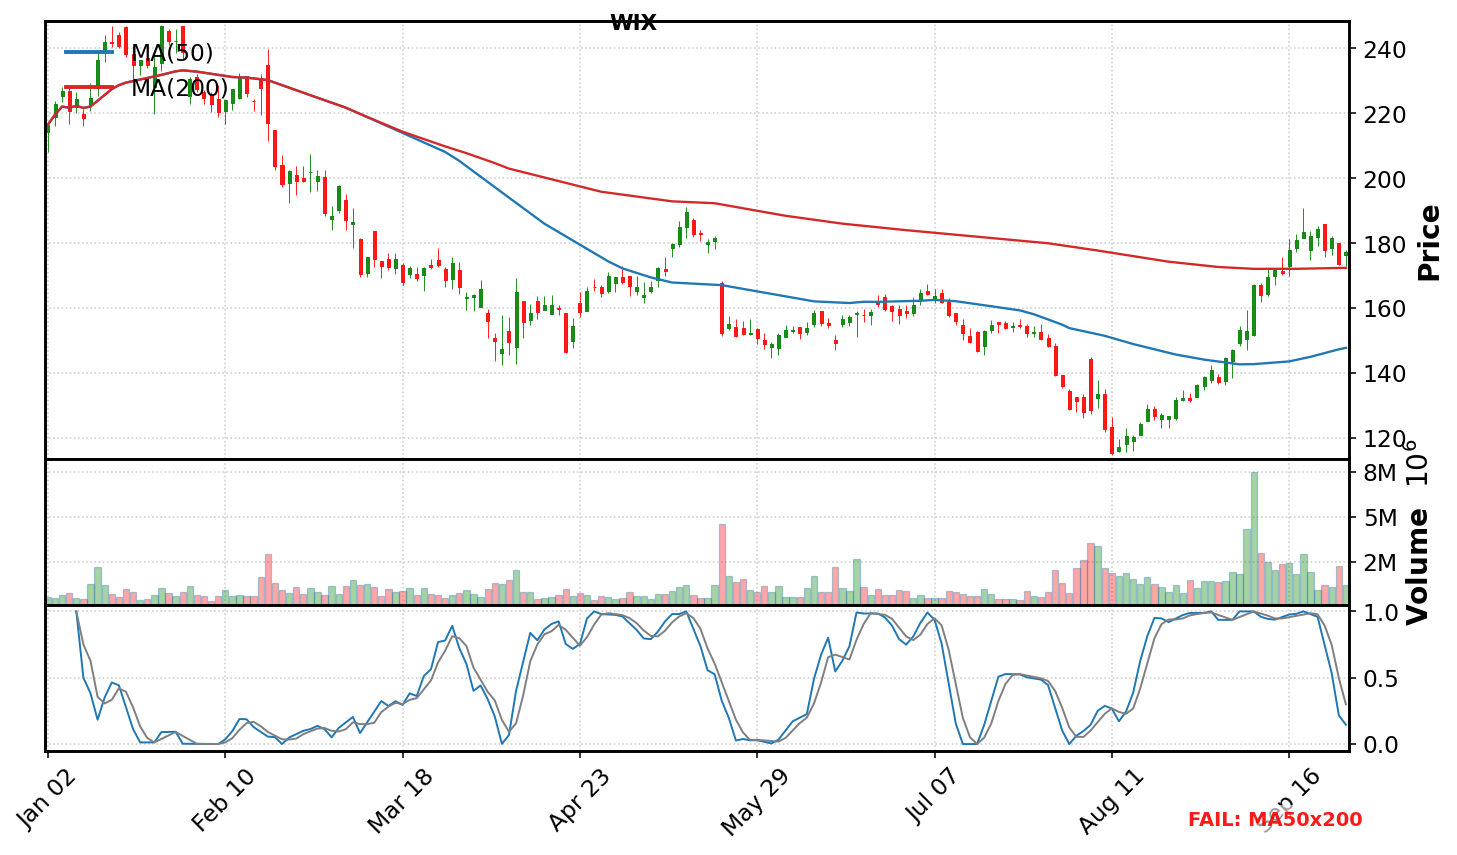 WIX
MA(50)
MA(200)
240
220
200
180
160
140
120
Price
10^6
8M
5M
2M
Volume
1.0
0.5
0.0
Jan 02
Feb 10
Mar 18
Apr 23
May 29
Jul 07
Aug 11
Sep 16
FAIL: MA50x200